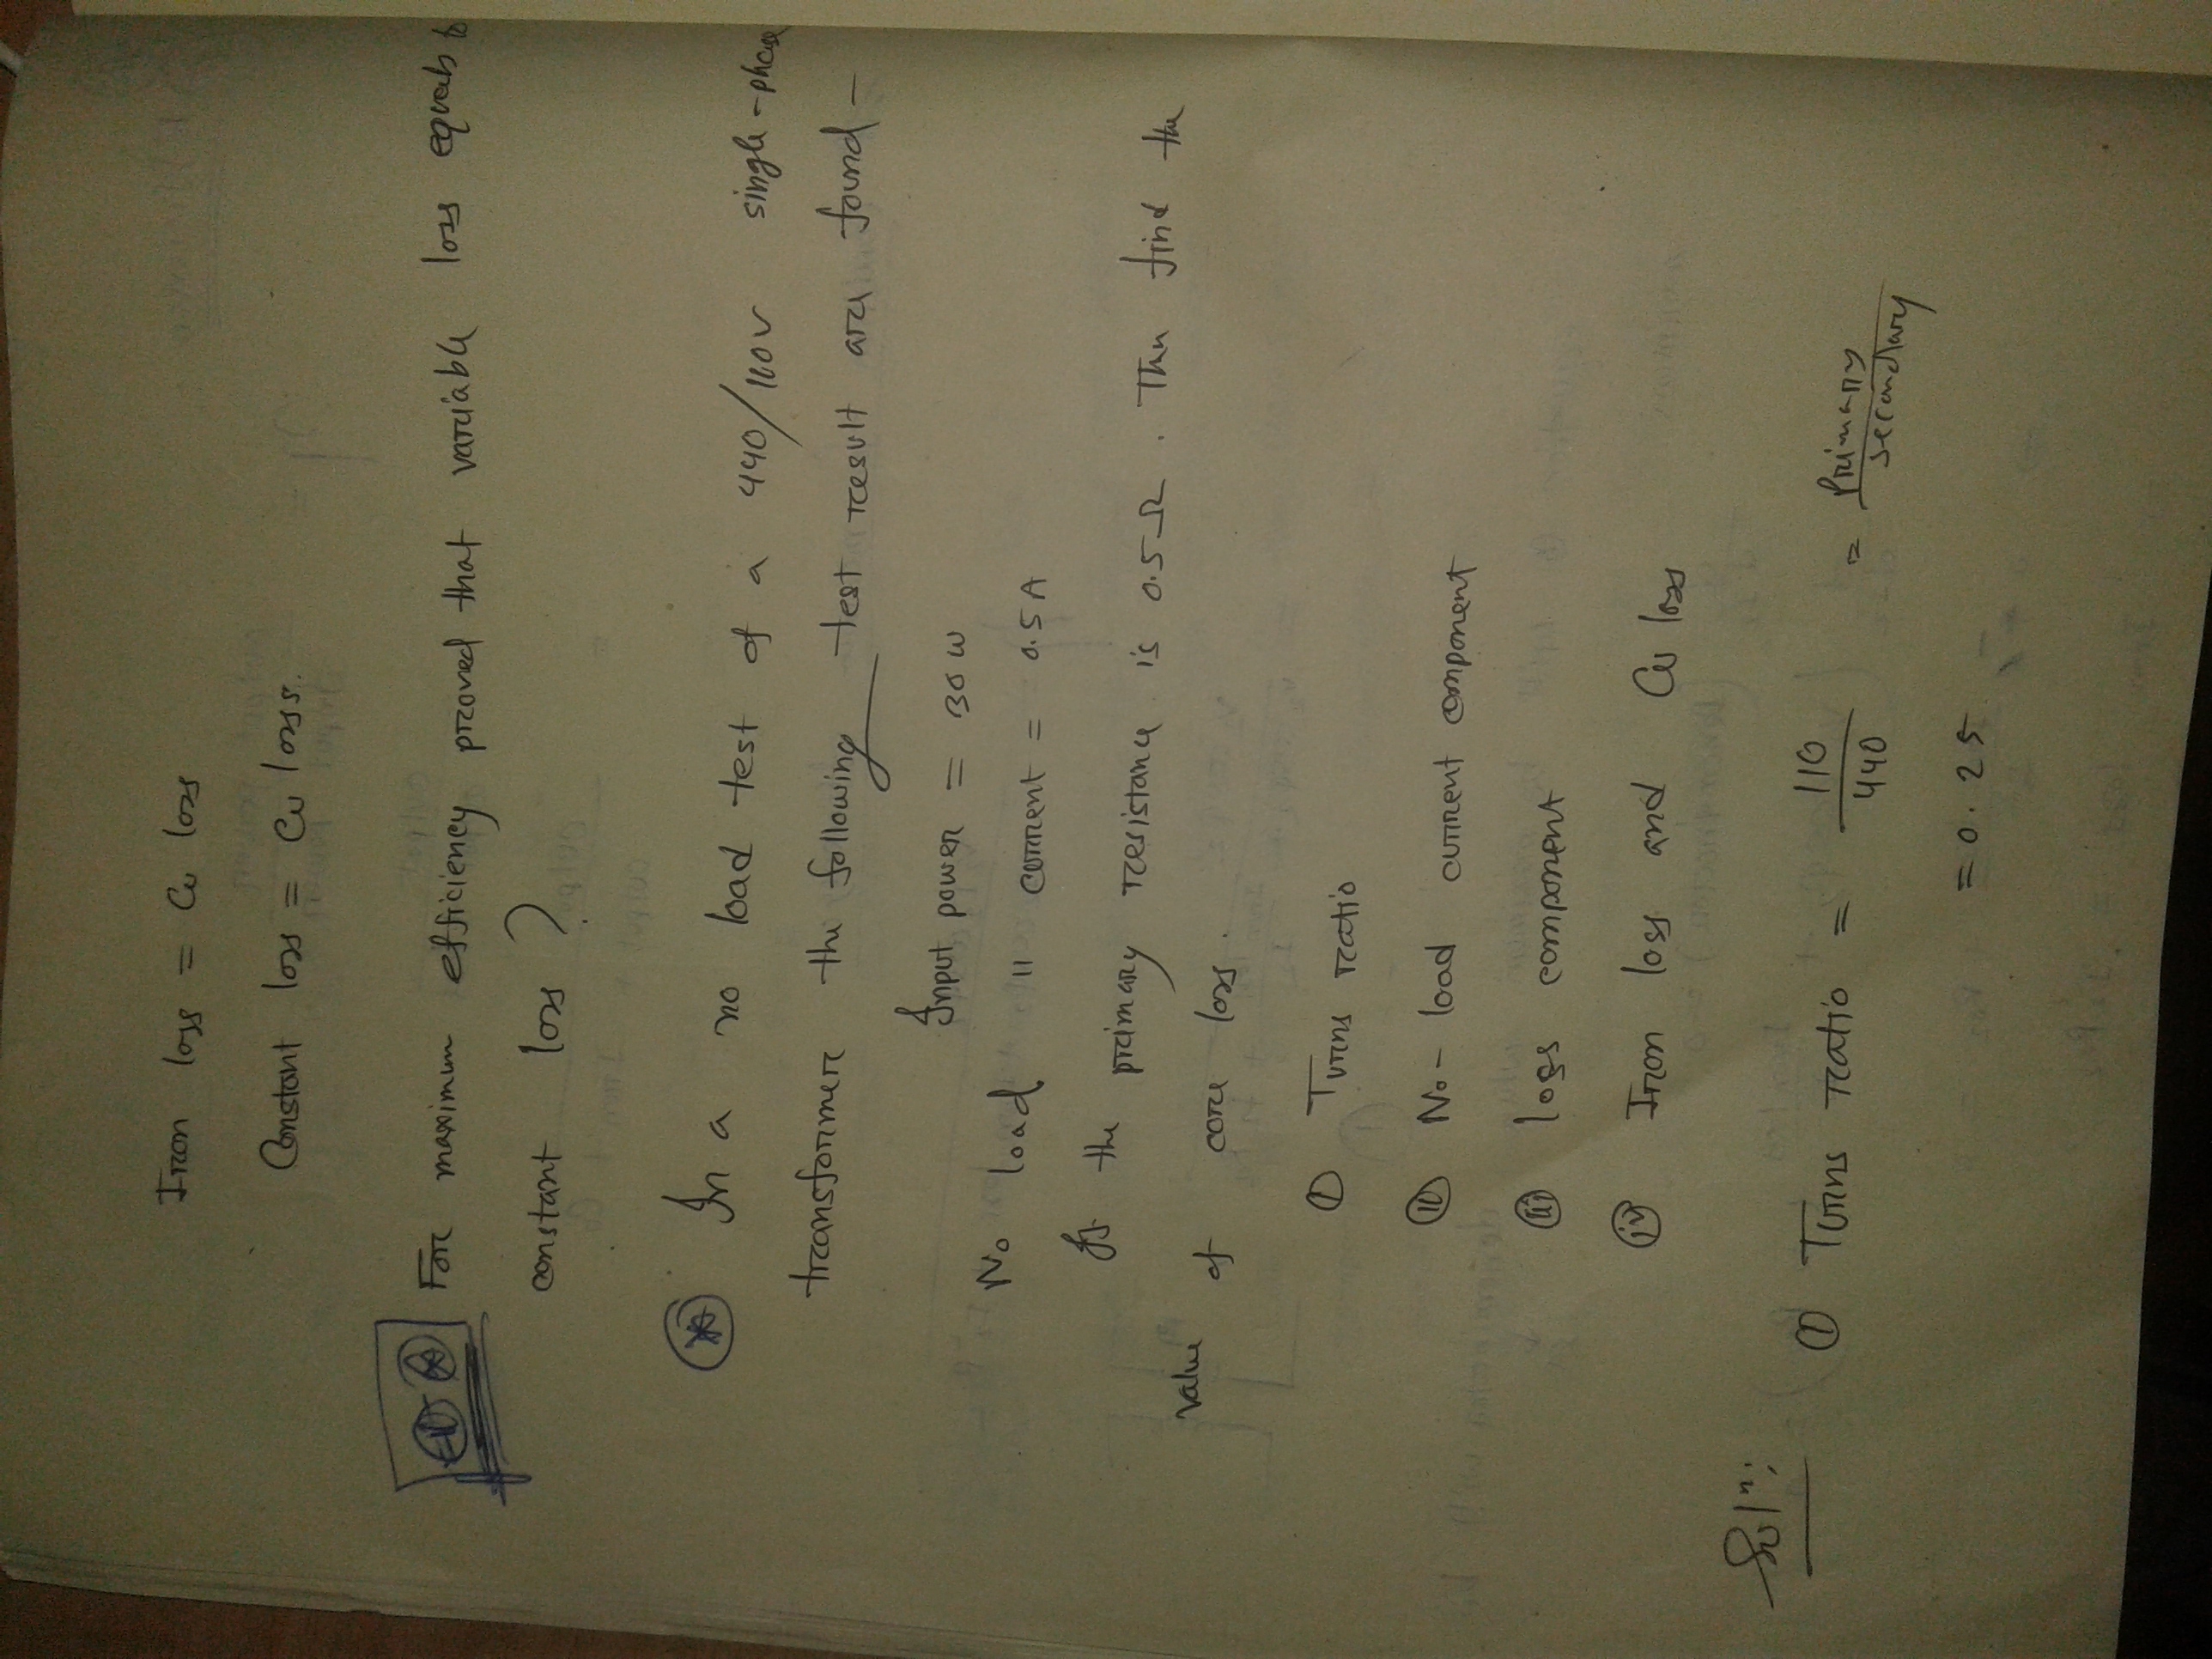 Iron loss = Cu loss
Constant loss = Cu losss.
For maximum efficiency proved that variable loss equals to
constant loss ?
In a no load test of a 440/110v single-phase
transformer the following test result are found -
Input power = 30 W
No load " current = 0.5 A
If the primary resistance is 0.5 Ω. Then find the
value of core loss.
(i) Turns ratio
(ii) No-load current component
(iii) loss component
(iv) Iron loss and Cu loss
Solⁿ:
(i) Turns ratio = 110/440 = Primary/secondary
= 0.25